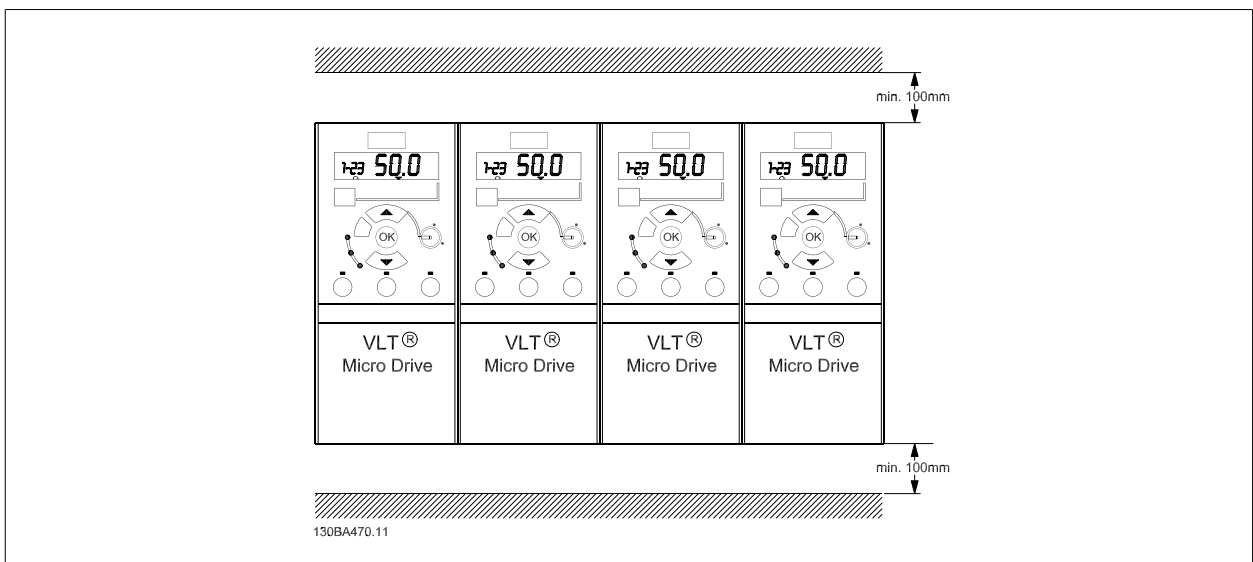 min. 100mm
1-23 50.0
1-23 50.0
1-23 50.0
1-23 50.0
OK
OK
OK
OK
VLT®
Micro Drive
VLT®
Micro Drive
VLT®
Micro Drive
VLT®
Micro Drive
min. 100mm
130BA470.11